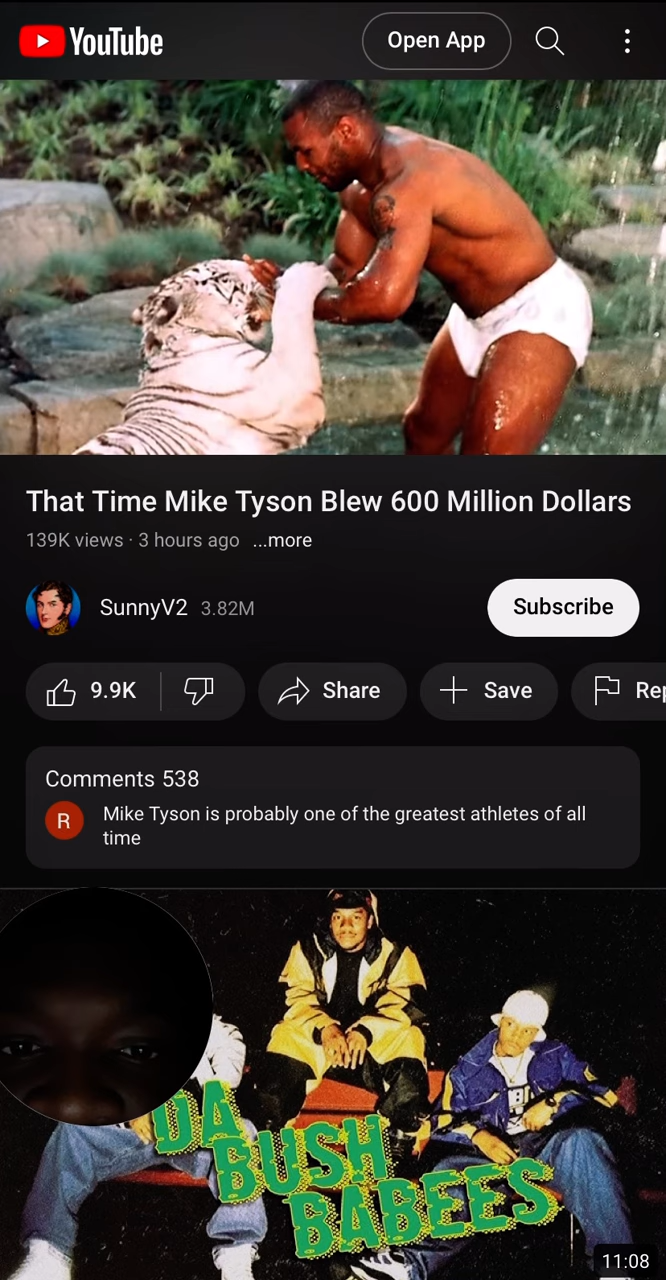 YouTube
Open App
That Time Mike Tyson Blew 600 Million Dollars
139K views · 3 hours ago ...more
SunnyV2 3.82M
Subscribe
9.9K
Share
Save
Rep
Comments 538
R
Mike Tyson is probably one of the greatest athletes of all
time
DA
BUSH
BABEES
11:08